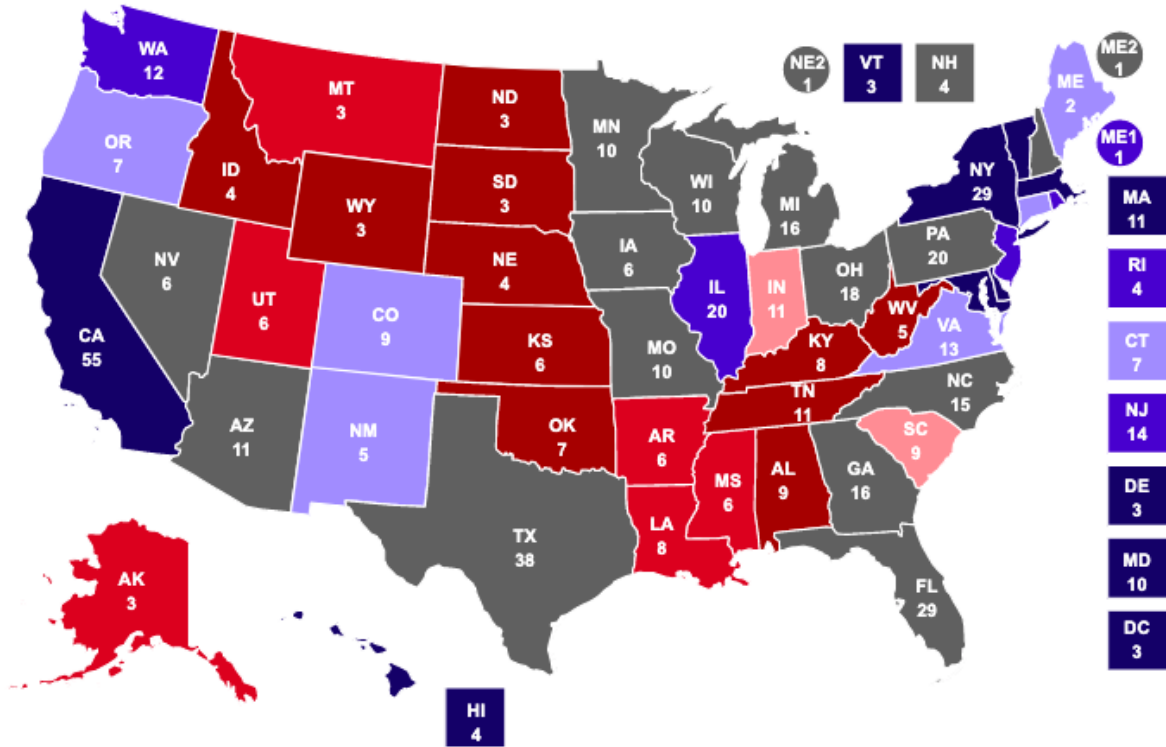 WA
12
MT
3
ND
3
MN
10
NE2
1
VT
3
NH
4
ME2
1
ME
2
ME1
1
OR
7
ID
4
WY
3
SD
3
WI
10
MI
16
NY
29
MA
11
NV
6
UT
6
CO
9
NE
4
IA
6
IL
20
IN
11
OH
18
PA
20
RI
4
CA
55
KS
6
MO
10
KY
8
WV
5
VA
13
CT
7
AZ
11
NM
5
OK
7
AR
6
TN
11
NC
15
NJ
14
TX
38
LA
8
MS
6
AL
9
GA
16
SC
9
DE
3
AK
3
FL
29
MD
10
DC
3
HI
4